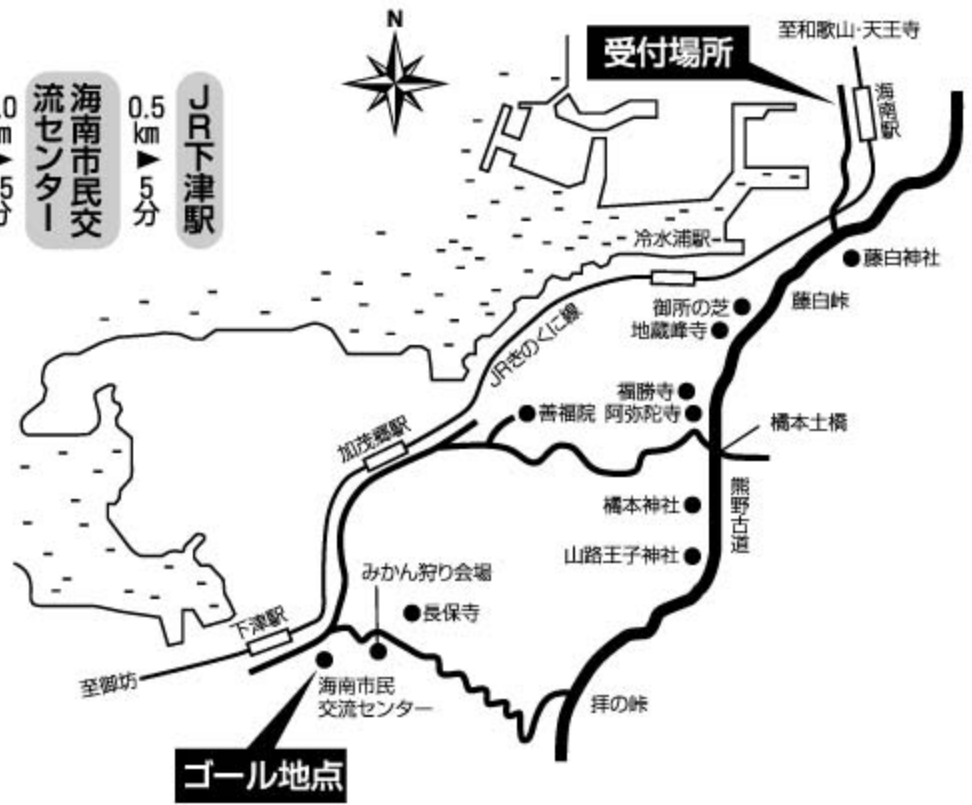 N
受付場所
至和歌山・天王寺
海南駅
JR下津駅
0.5
km
▶
5
分
海南市民交
流センター
冷水浦駅
藤白神社
御所の芝
藤白峠
地蔵峰寺
JRきのくに線
福勝寺
善福院
阿弥陀寺
橘本土橋
加茂郷駅
熊野古道
橘本神社
山路王子神社
みかん狩り会場
長保寺
下津駅
至御坊
海南市民
交流センター
拝の峠
ゴール地点